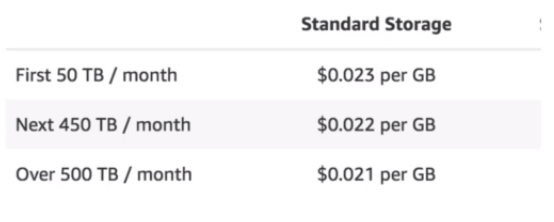 Standard Storage
First 50 TB / month $0.023 per GB
Next 450 TB / month $0.022 per GB
Over 500 TB / month $0.021 per GB